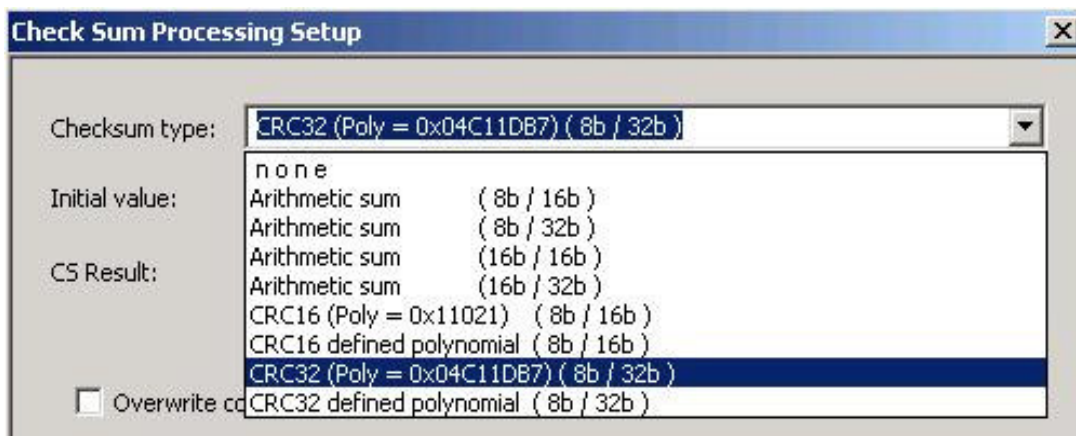 Check Sum Processing Setup
Checksum type: CRC32 (Poly = 0x04C11DB7) ( 8b / 32b )
n o n e
Initial value: Arithmetic sum ( 8b / 16b )
Arithmetic sum ( 8b / 32b )
CS Result: Arithmetic sum (16b / 16b )
Arithmetic sum (16b / 32b )
CRC16 (Poly = 0x11021) ( 8b / 16b )
CRC16 defined polynomial ( 8b / 16b )
CRC32 (Poly = 0x04C11DB7) ( 8b / 32b )
Overwrite CRC32 defined polynomial ( 8b / 32b )